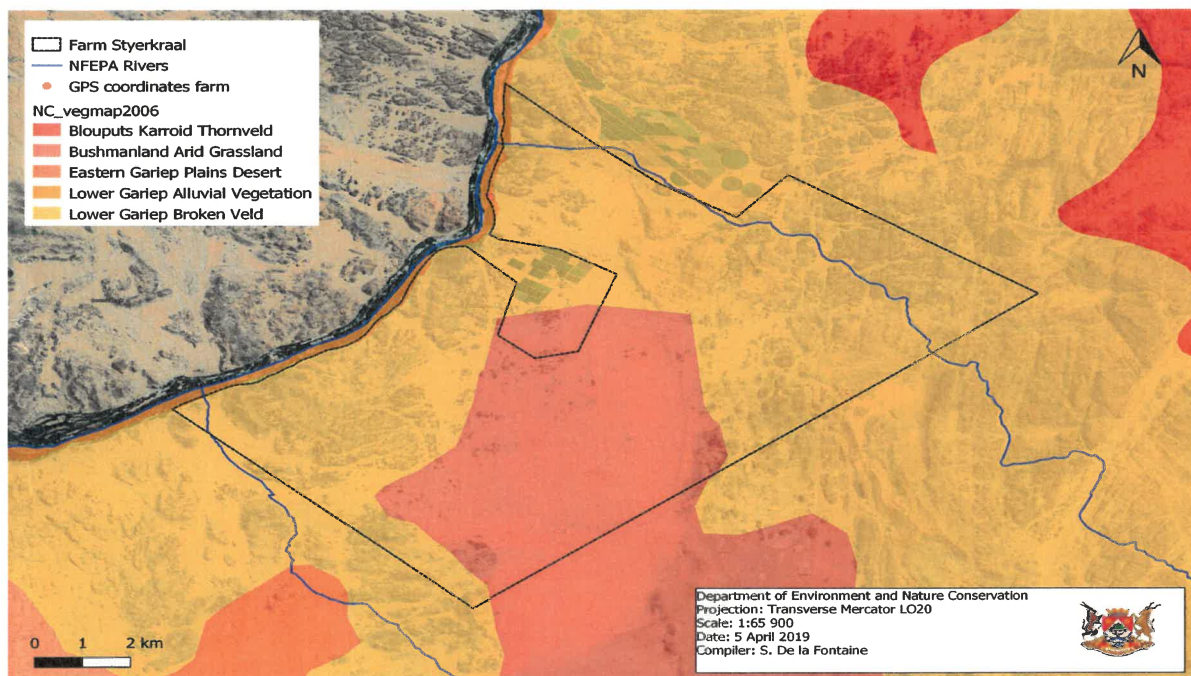 Farm Styerkraal
NFEPA Rivers
GPS coordinates farm
NC_vegmap2006
Blouputs Karroid Thornveld
Bushmanland Arid Grassland
Eastern Gariep Plains Desert
Lower Gariep Alluvial Vegetation
Lower Gariep Broken Veld
N
0 1 2 km
Department of Environment and Nature Conservation
Projection: Transverse Mercator LO20
Scale: 1:65 900
Date: 5 April 2019
Compiler: S. De la Fontaine